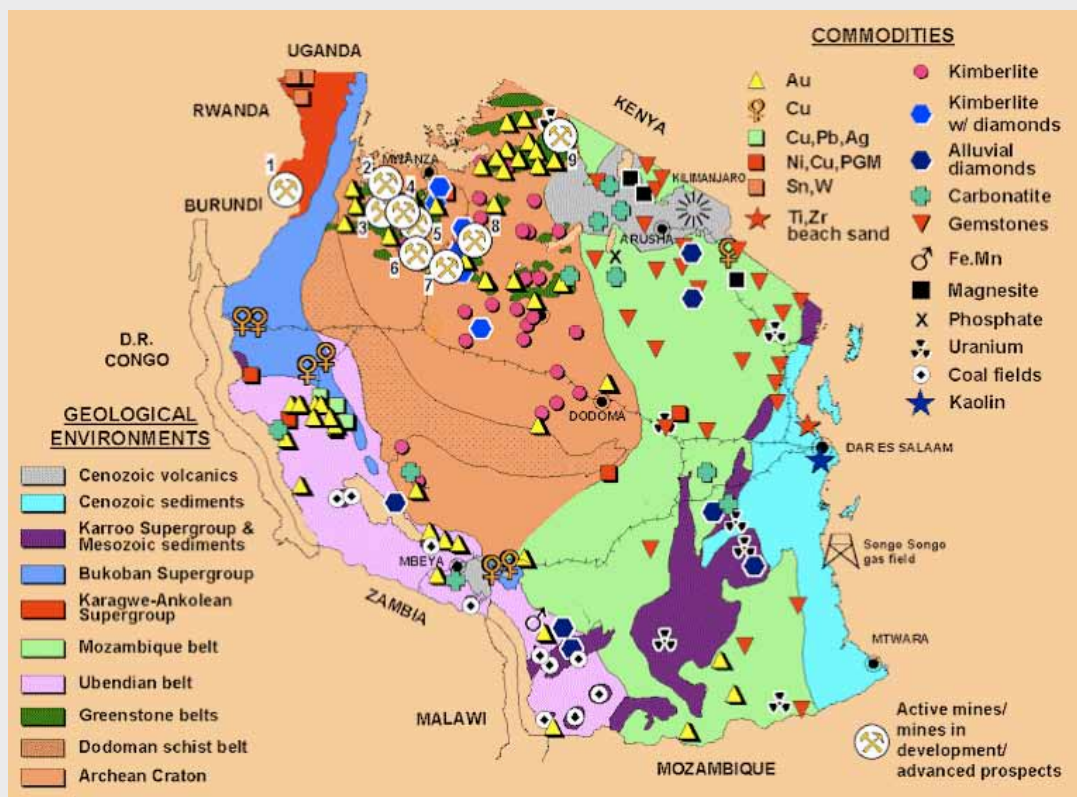 UGANDA
RWANDA
BURUNDI
D.R.
CONGO
ZAMBIA
MALAWI
MOZAMBIQUE
KENYA
MWANZA
KILIMANJARO
ARUSHA
DODOMA
DAR ES SALAAM
MBEYA
MTWARA
Songo Songo
gas field
1
2
3
4
5
6
7
8
9
COMMODITIES
Au
Cu
Cu,Pb,Ag
Ni,Cu,PGM
Sn,W
Ti,Zr
beach sand
Kimberlite
Kimberlite
w/ diamonds
Alluvial
diamonds
Carbonatite
Gemstones
Fe.Mn
Magnesite
X Phosphate
Uranium
Coal fields
Kaolin
GEOLOGICAL
ENVIRONMENTS
Cenozoic volcanics
Cenozoic sediments
Karroo Supergroup &
Mesozoic sediments
Bukoban Supergroup
Karagwe-Ankolean
Supergroup
Mozambique belt
Ubendian belt
Greenstone belts
Dodoman schist belt
Archean Craton
Active mines/
mines in
development/
advanced prospects